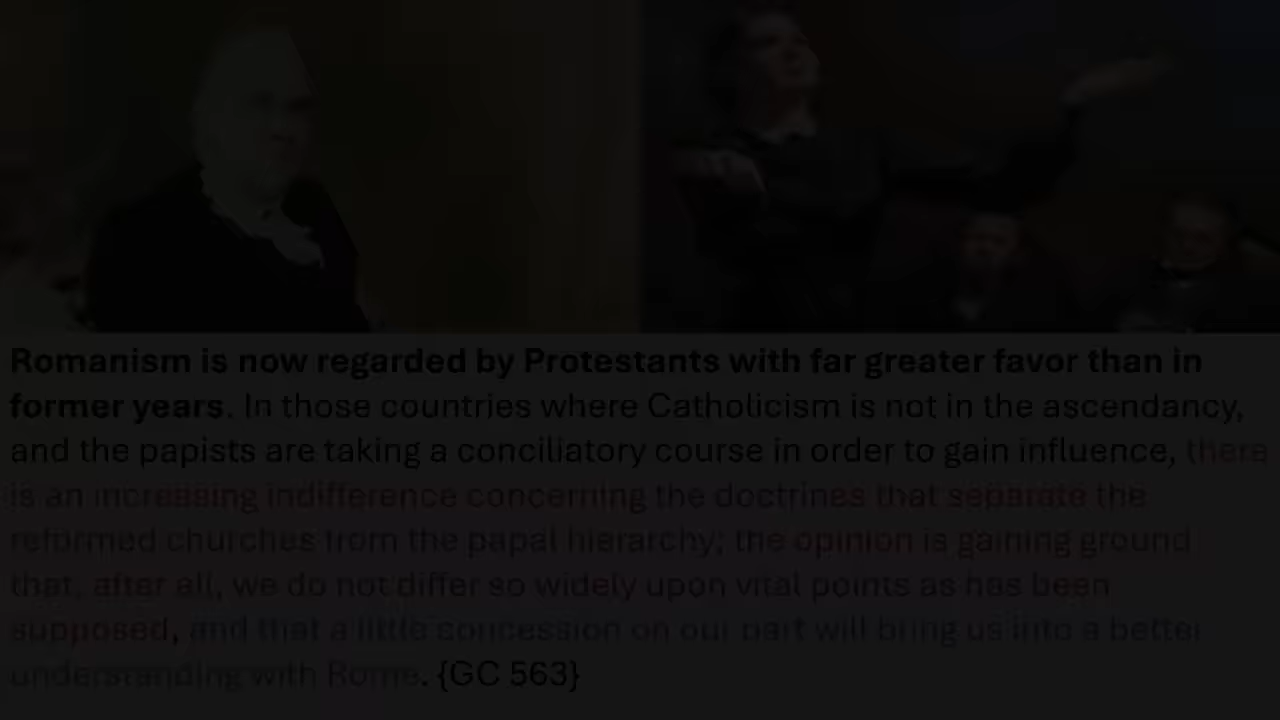 Romanism is now regarded by Protestants with far greater favor than in
former years. In those countries where Catholicism is not in the ascendancy,
and the papists are taking a conciliatory course in order to gain influence, there
is an increasing indifference concerning the doctrines that separate the
reformed churches from the papal hierarchy; the opinion is gaining ground
that, after all, we do not differ so widely upon vital points as has been
supposed, and that a little concession on our part will bring us into a better
understanding with Rome. {GC 563}